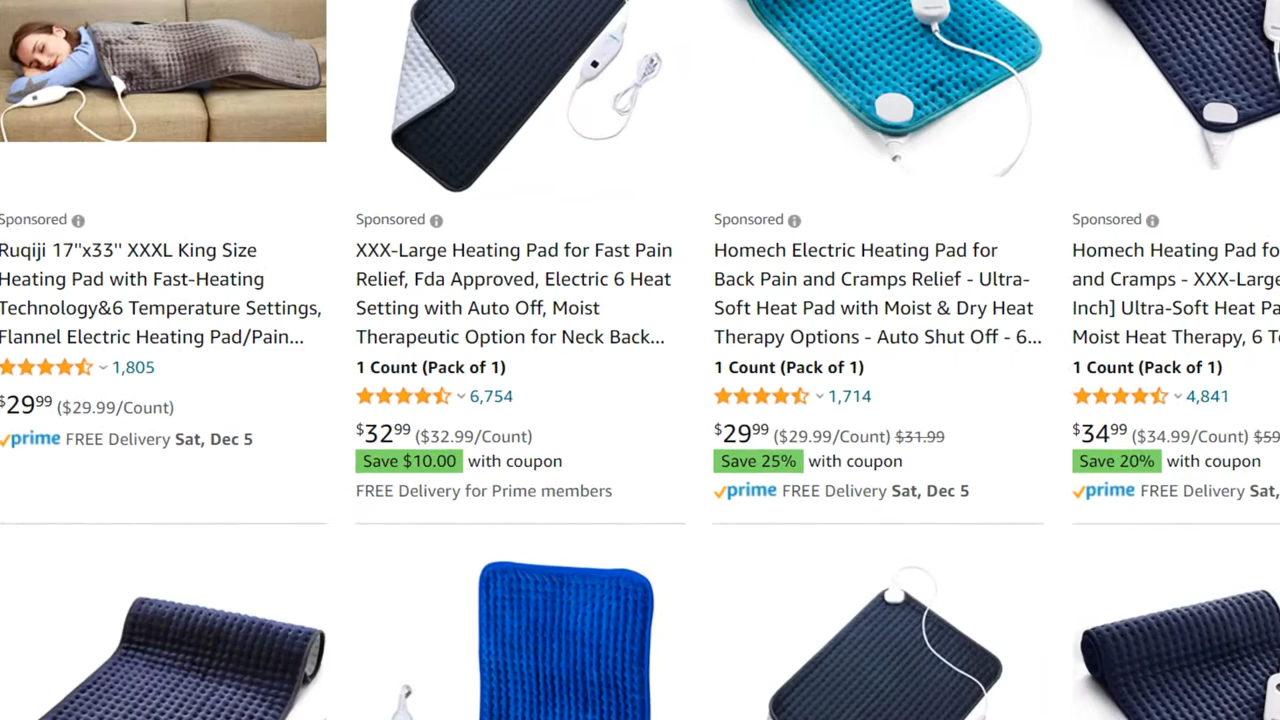 Sponsored
Ruqiji 17"x33'' XXXL King Size
Heating Pad with Fast-Heating
Technology&6 Temperature Settings,
Flannel Electric Heating Pad/Pain...
1,805
$29.99 ($29.99/Count)
prime FREE Delivery Sat, Dec 5
Sponsored
XXX-Large Heating Pad for Fast Pain
Relief, Fda Approved, Electric 6 Heat
Setting with Auto Off, Moist
Therapeutic Option for Neck Back...
1 Count (Pack of 1)
6,754
$32.99 ($32.99/Count)
Save $10.00 with coupon
FREE Delivery for Prime members
Sponsored
Homech Electric Heating Pad for
Back Pain and Cramps Relief - Ultra-
Soft Heat Pad with Moist & Dry Heat
Therapy Options - Auto Shut Off - 6...
1 Count (Pack of 1)
1,714
$29.99 ($29.99/Count) $31.99
Save 25% with coupon
prime FREE Delivery Sat, Dec 5
Sponsored
Homech Heating Pad fo
and Cramps - XXX-Large
Inch] Ultra-Soft Heat Pa
Moist Heat Therapy, 6 T
1 Count (Pack of 1)
4,841
$34.99 ($34.99/Count) $59
Save 20% with coupon
prime FREE Delivery Sat,